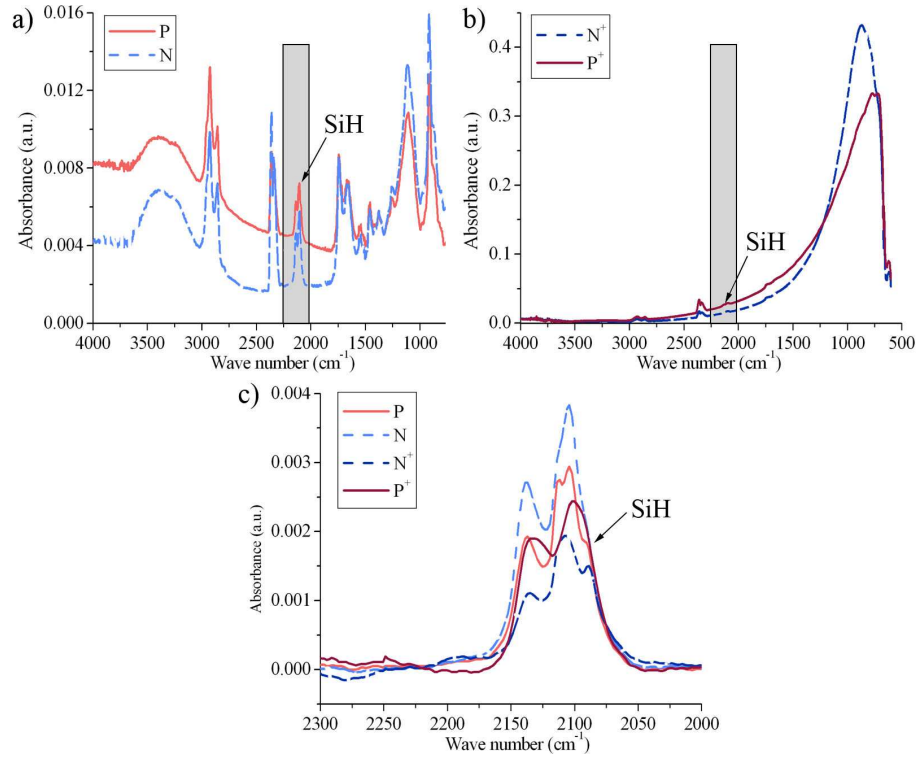 a)
0.016
0.012
0.008
0.004
0.000
Absorbance (a.u.)
P
N
SiH
4000 3500 3000 2500 2000 1500 1000
Wave number (cm⁻¹)
b)
0.4
0.3
0.2
0.1
0.0
Absorbance (a.u.)
N⁺
P⁺
SiH
4000 3500 3000 2500 2000 1500 1000 500
Wave number (cm⁻¹)
c)
0.004
0.003
0.002
0.001
0.000
Absorbance (a.u.)
P
N
N⁺
P⁺
SiH
2300 2250 2200 2150 2100 2050 2000
Wave number (cm⁻¹)